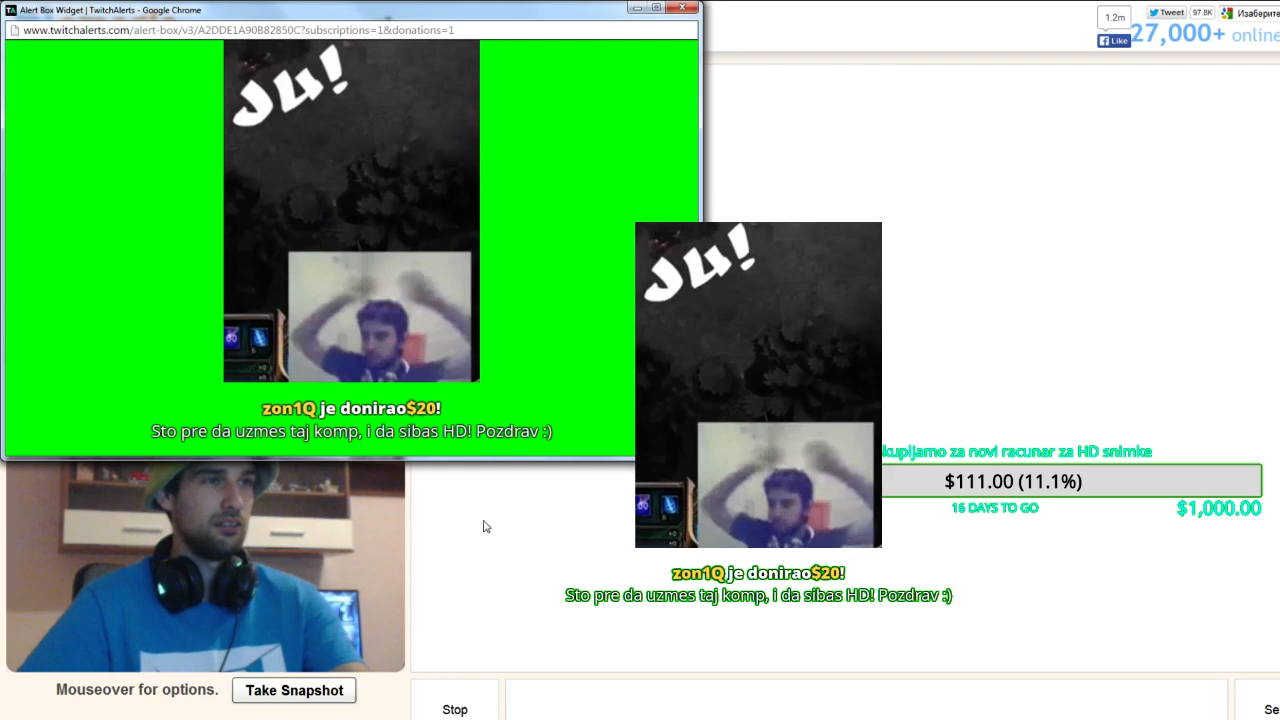 Alert Box Widget | TwitchAlerts - Google Chrome
www.twitchalerts.com/alert-box/v3/A2DDE1A90B82850C?subscriptions=1&donations=1
1.2m
Like
Tweet
97.8K
Изаберите
27,000+ online
Ju!
zon1Q je donirao$20!
Sto pre da uzmes taj komp, i da sibas HD! Pozdrav :)
Ju!
zon1Q je donirao$20!
Sto pre da uzmes taj komp, i da sibas HD! Pozdrav :)
kupljamo za novi racunar za HD snimke
$111.00 (11.1%)
16 DAYS TO GO
$1,000.00
Mouseover for options.
Take Snapshot
Stop
Se